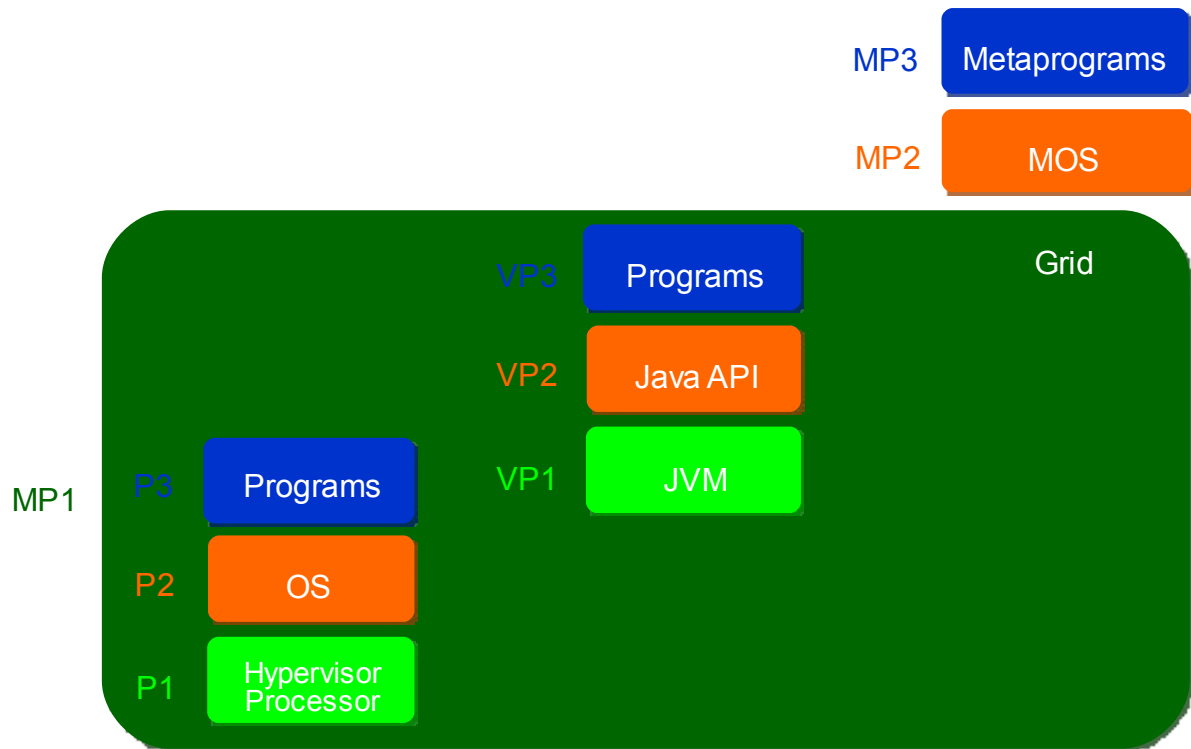 MP3 Metaprograms
MP2 MOS
Grid
VP3 Programs
VP2 Java API
VP1 JVM
MP1
P3 Programs
P2 OS
P1 Hypervisor
Processor